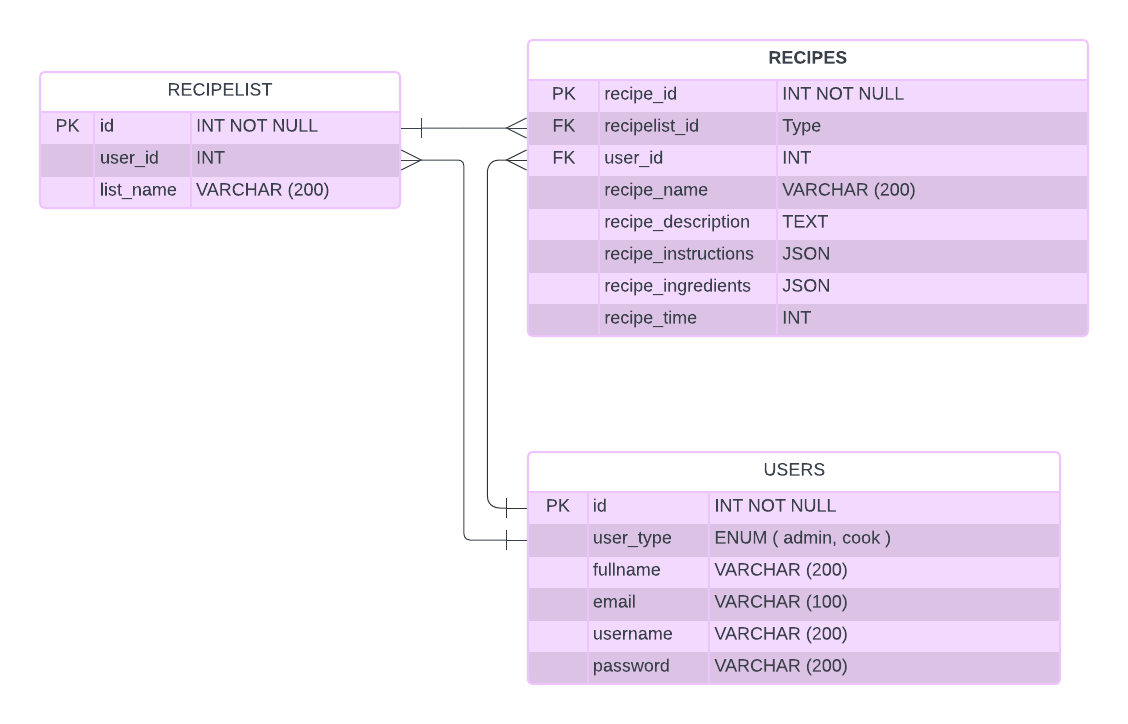 RECIPELIST
PK id INT NOT NULL
user_id INT
list_name VARCHAR (200)
RECIPES
PK recipe_id INT NOT NULL
FK recipelist_id Type
FK user_id INT
recipe_name VARCHAR (200)
recipe_description TEXT
recipe_instructions JSON
recipe_ingredients JSON
recipe_time INT
USERS
PK id INT NOT NULL
user_type ENUM ( admin, cook )
fullname VARCHAR (200)
email VARCHAR (100)
username VARCHAR (200)
password VARCHAR (200)